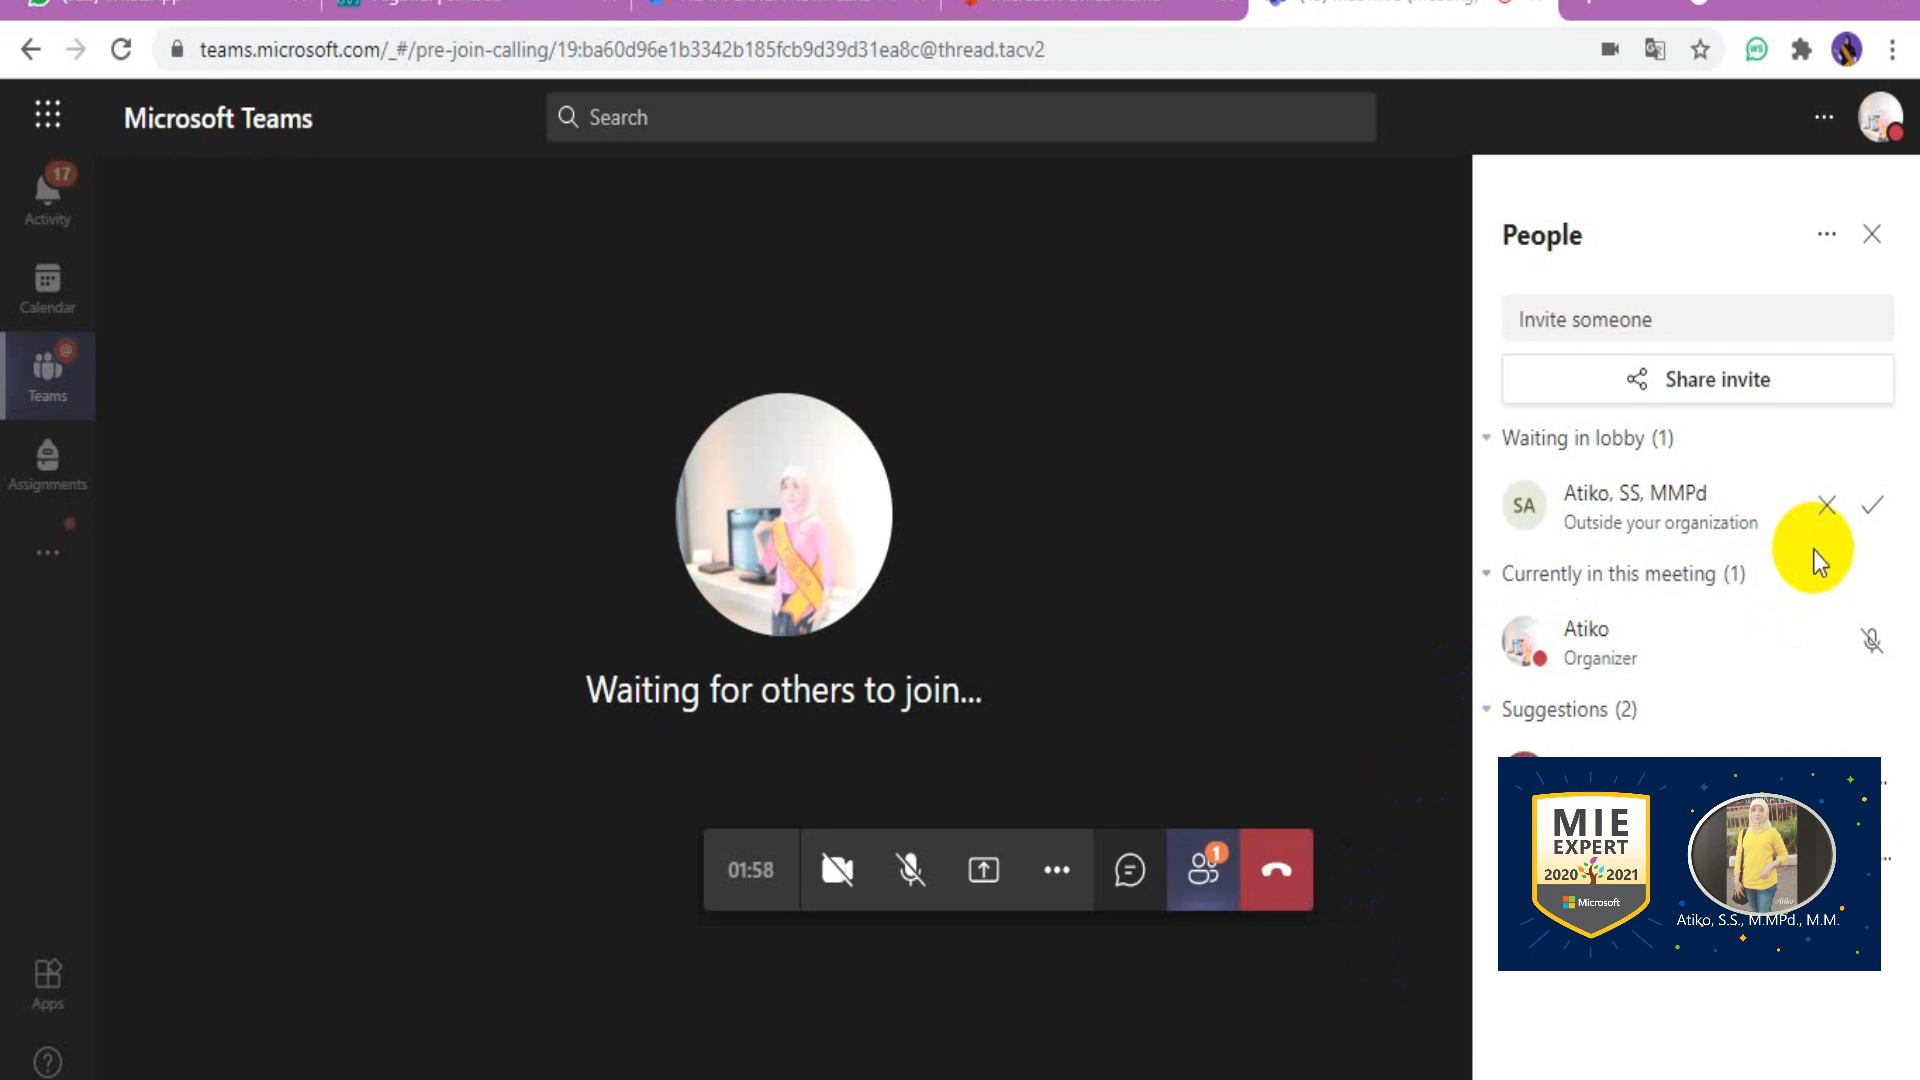 teams.microsoft.com/_#/pre-join-calling/19:ba60d96e1b3342b185fcb9d39d31ea8c@thread.tacv2
Microsoft Teams
Search
17
Activity
Calendar
@
Teams
Assignments
Apps
Waiting for others to join...
01:58
1
People
Invite someone
Share invite
Waiting in lobby (1)
SA
Atiko, SS, MMPd
Outside your organization
Currently in this meeting (1)
Atiko
Organizer
Suggestions (2)
MIE
EXPERT
2020 2021
Microsoft
Atiko, S.S., M.MPd., M.M.